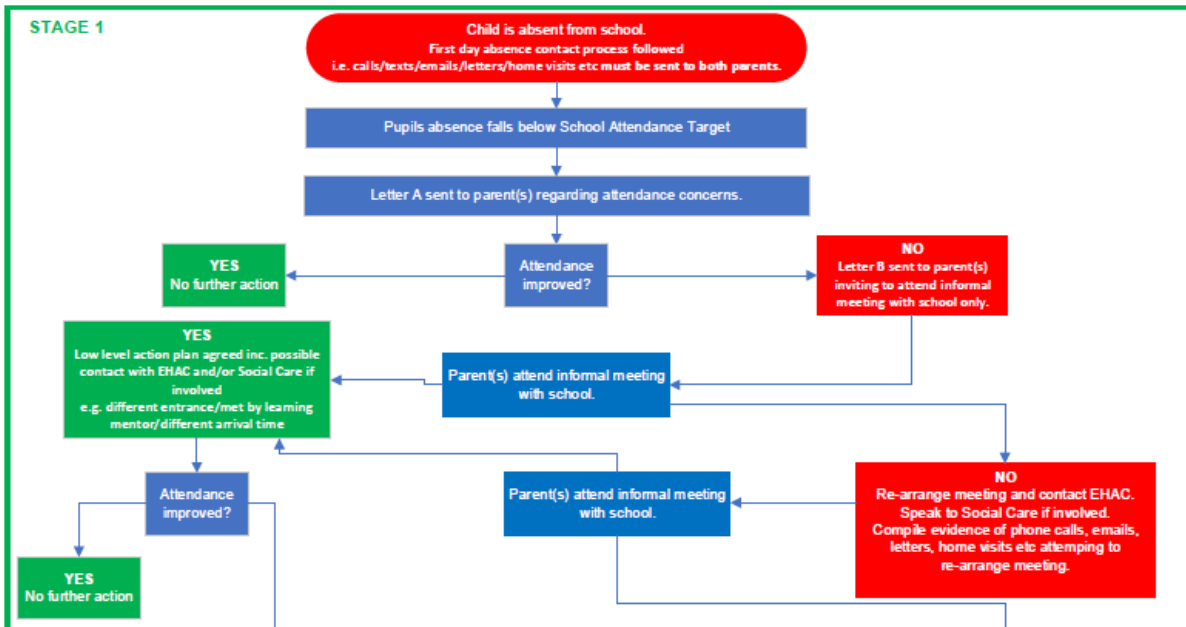 STAGE 1
Child is absent from school.
First day absence contact process followed
i.e. calls/texts/emails/letters/home visits etc must be sent to both parents.
Pupils absence falls below School Attendance Target
Letter A sent to parent(s) regarding attendance concerns.
YES
No further action
Attendance
improved?
NO
Letter B sent to parent(s)
inviting to attend informal
meeting with school only.
YES
Low level action plan agreed inc. possible
contact with EHAC and/or Social Care if
involved
e.g. different entrance/met by learning
mentor/different arrival time
Parent(s) attend informal meeting
with school.
Attendance
improved?
Parent(s) attend informal meeting
with school.
NO
Re-arrange meeting and contact EHAC.
Speak to Social Care if involved.
Compile evidence of phone calls, emails,
letters, home visits etc attemping to
re-arrange meeting.
YES
No further action